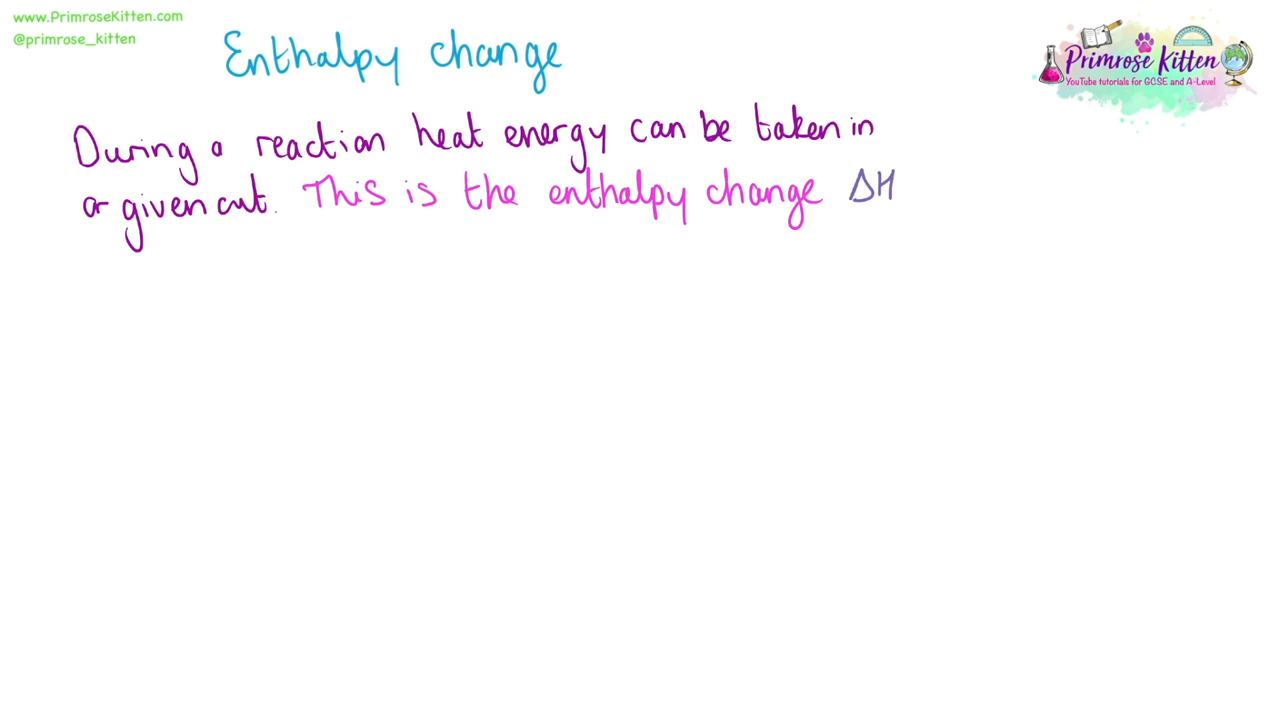 www.PrimroseKitten.com
@primrose_kitten
Enthalpy change
Primrose Kitten
YouTube tutorials for GCSE and A-Level
During a reaction heat energy can be taken in
or given out. This is the enthalpy change ΔH